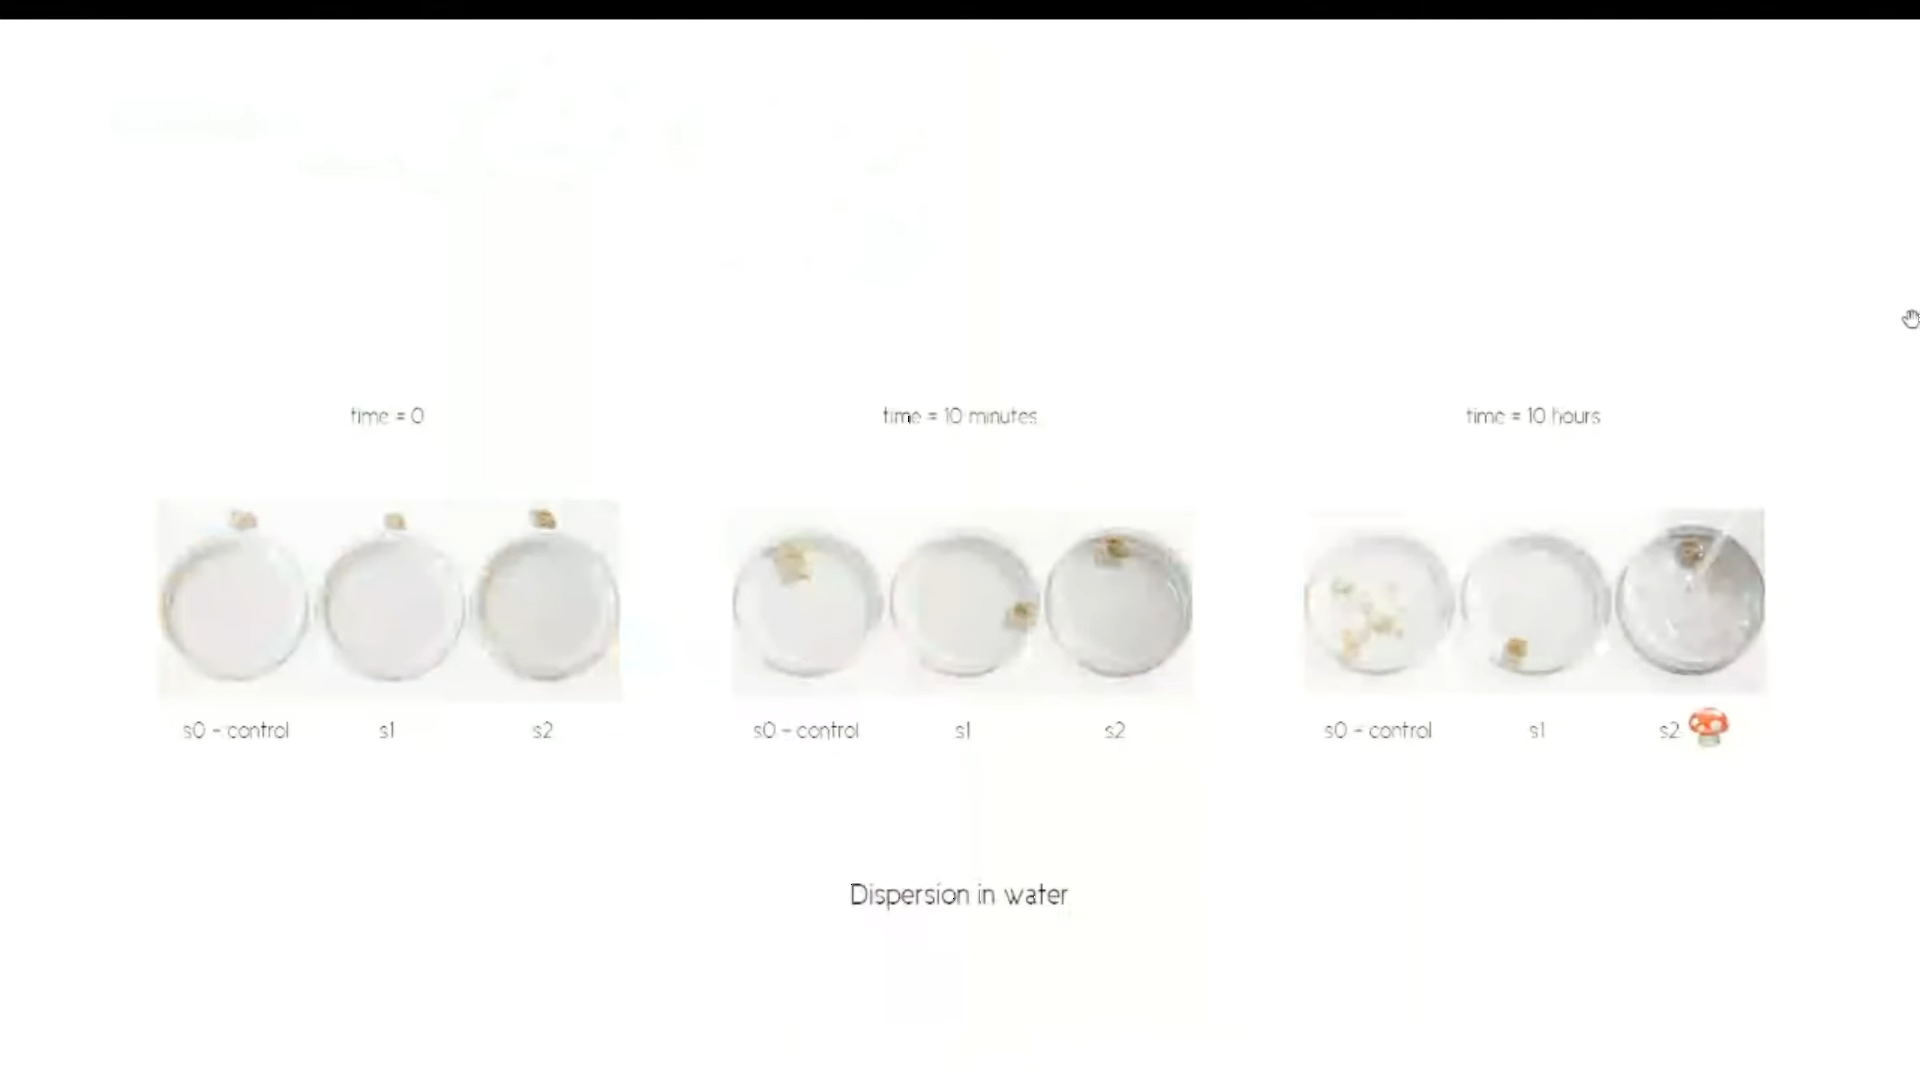 time = 0
time = 10 minutes
time = 10 hours
s0 - control
s1
s2
s0 - control
s1
s2
s0 - control
s1
s2
Dispersion in water